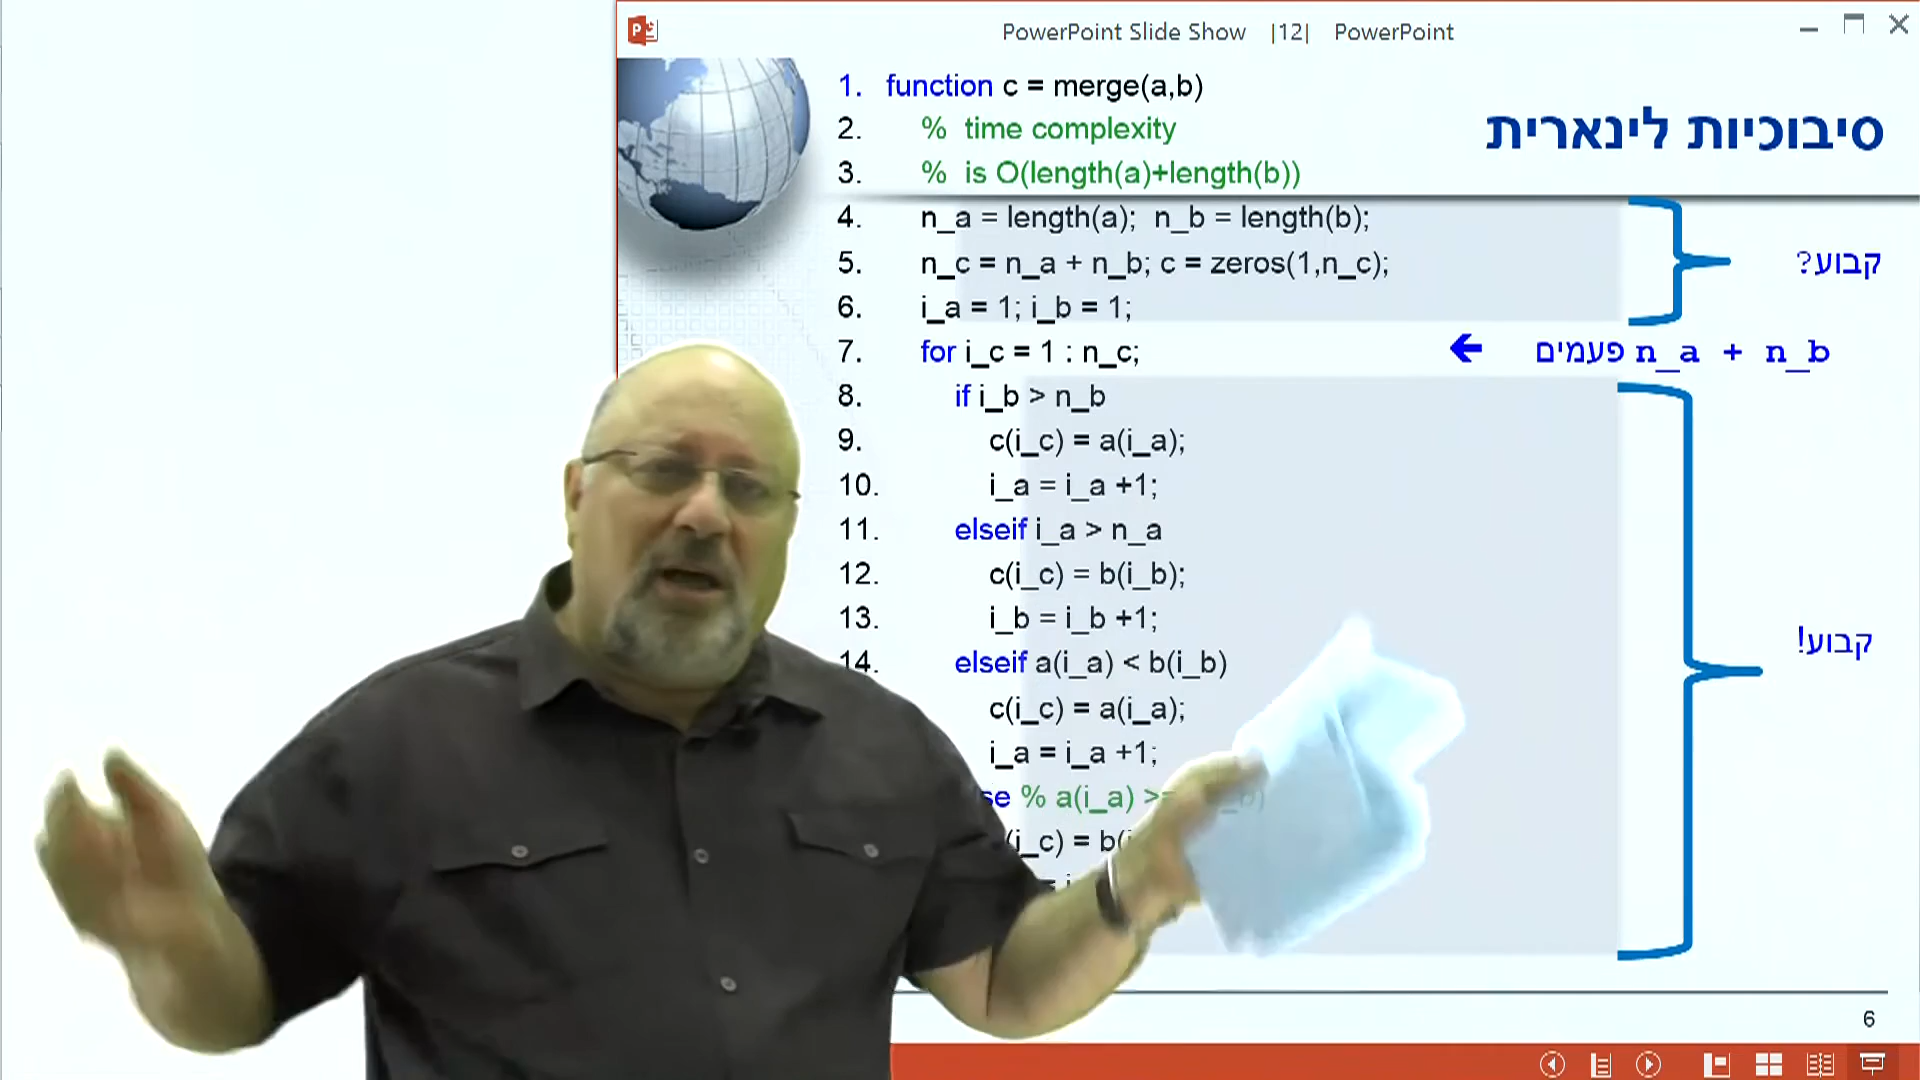 PowerPoint Slide Show |12| PowerPoint
סיבוכיות לינארית
1. function c = merge(a,b)
2. % time complexity
3. % is O(length(a)+length(b))
4. n_a = length(a); n_b = length(b);
5. n_c = n_a + n_b; c = zeros(1,n_c);
6. i_a = 1; i_b = 1;
קבוע?
7. for i_c = 1 : n_c;
n_a + n_b פעמים
8. if i_b > n_b
9. c(i_c) = a(i_a);
10. i_a = i_a +1;
11. elseif i_a > n_a
12. c(i_c) = b(i_b);
13. i_b = i_b +1;
14. elseif a(i_a) < b(i_b)
c(i_c) = a(i_a);
i_a = i_a +1;
% a(i_a)
קבוע!
6